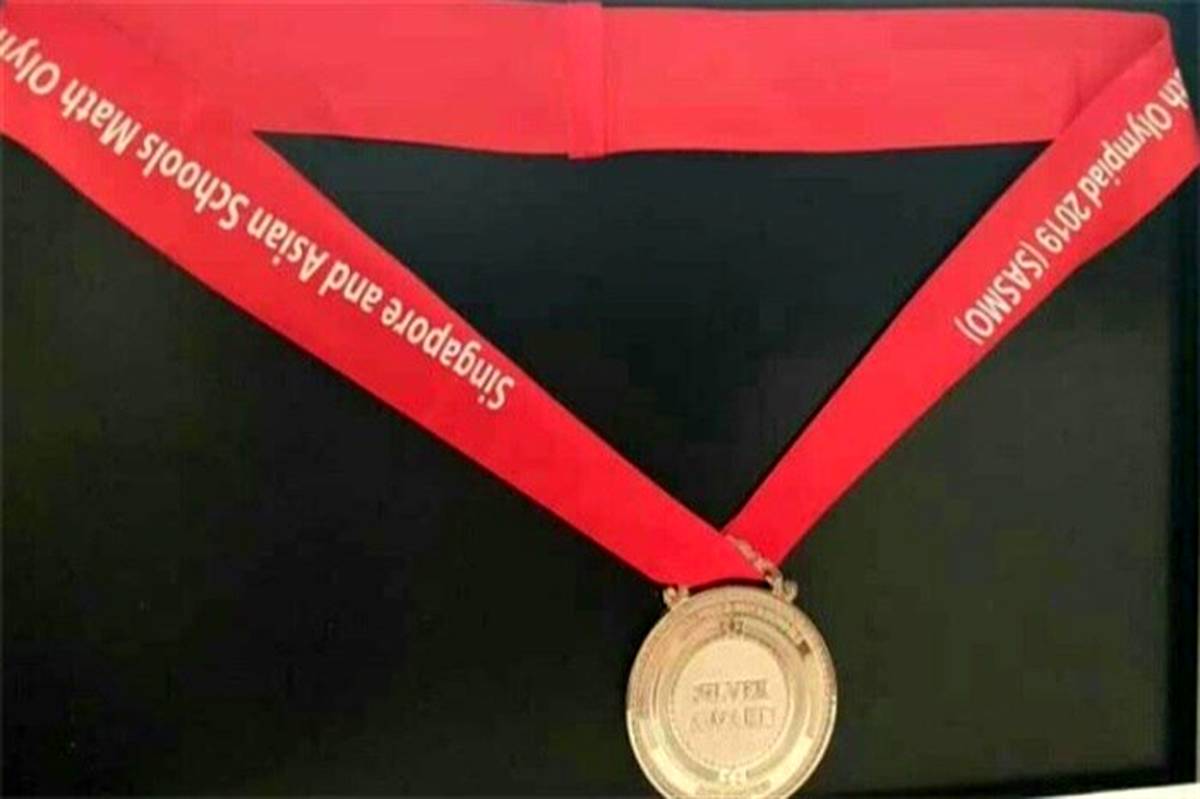 Singapore and Asian Schools Math Olym
th Olympiad 2019 (SASMO)
SILVER
AWARD